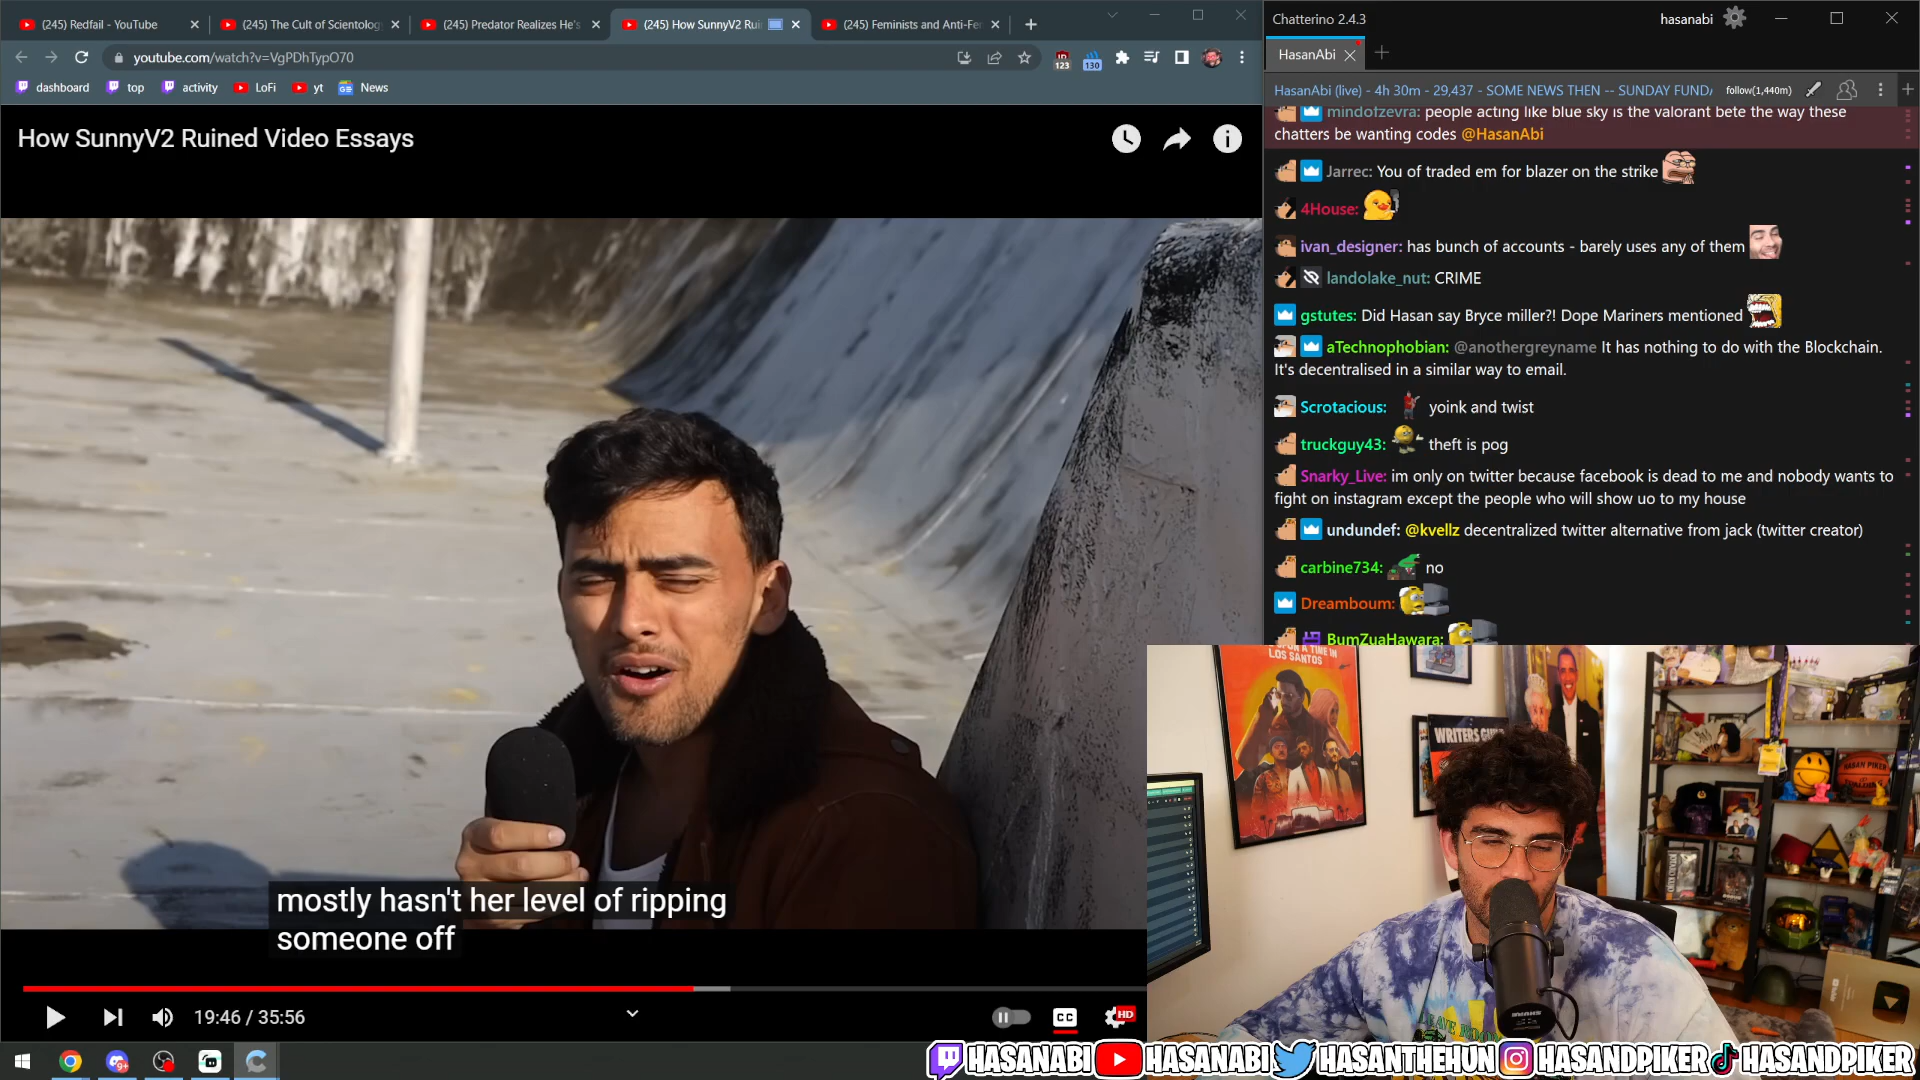 (245) Redfail - YouTube
(245) The Cult of Scientolog
(245) Predator Realizes He's
(245) How SunnyV2 Rui
(245) Feminists and Anti-Fe
youtube.com/watch?v=VgPDhTypO70
123
130
dashboard
top
activity
LoFi
yt
News
How SunnyV2 Ruined Video Essays
mostly hasn't her level of ripping
someone off
19:46 / 35:56
CC
HD
Chatterino 2.4.3
hasanabi
HasanAbi
HasanAbi (live) - 4h 30m - 29,437 - SOME NEWS THEN -- SUNDAY FUND
follow(1,440m)
mindofzevra: people acting like blue sky is the valorant bete the way these
chatters be wanting codes @HasanAbi
Jarrec: You of traded em for blazer on the strike
4House:
ivan_designer: has bunch of accounts - barely uses any of them
landolake_nut: CRIME
gstutes: Did Hasan say Bryce miller?! Dope Mariners mentioned
aTechnophobian: @anothergreyname It has nothing to do with the Blockchain.
It's decentralised in a similar way to email.
Scrotacious: yoink and twist
truckguy43: theft is pog
Snarky_Live: im only on twitter because facebook is dead to me and nobody wants to
fight on instagram except the people who will show uo to my house
undundef: @kvellz decentralized twitter alternative from jack (twitter creator)
carbine734: no
Dreamboum:
BumZuaHawara:
A TIME IN
LOS SANTOS
WRITERS
HASAN PIKER
HASANABI
HASANABI
HASANTHEHUN
HASANDPIKER
HASANDPIKER